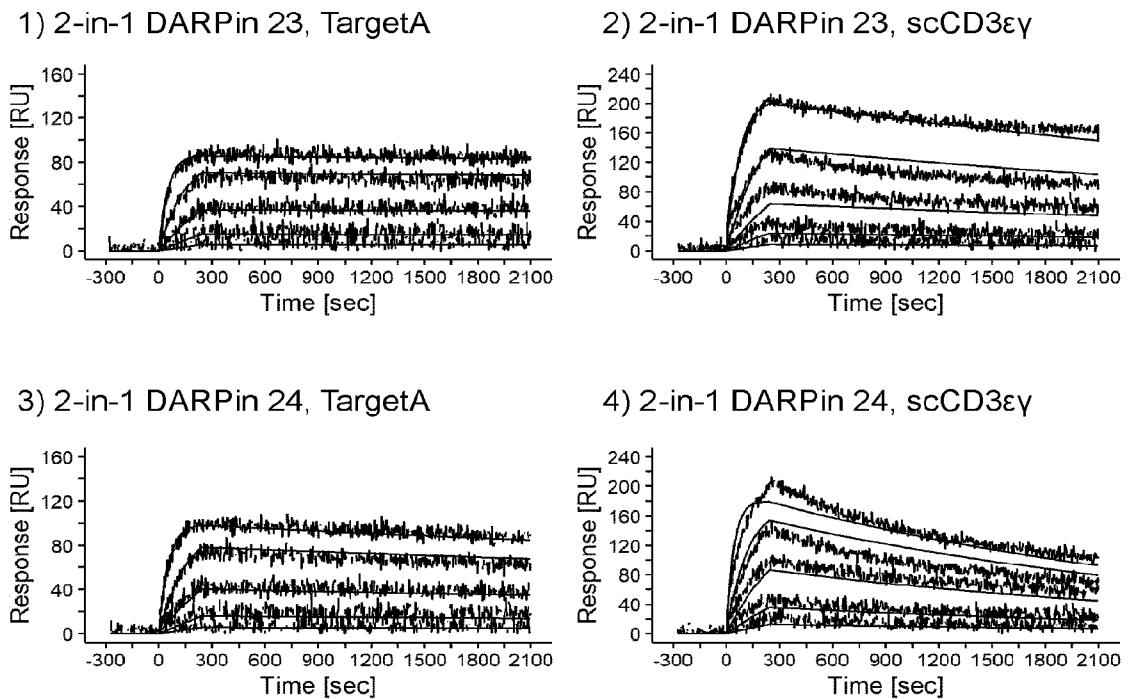 1) 2-in-1 DARPin 23, TargetA
Response [RU]
160
120
80
40
0
-300 0 300 600 900 1200 1500 1800 2100
Time [sec]
2) 2-in-1 DARPin 23, scCD3εγ
Response [RU]
240
200
160
120
80
40
0
-300 0 300 600 900 1200 1500 1800 2100
Time [sec]
3) 2-in-1 DARPin 24, TargetA
Response [RU]
160
120
80
40
0
-300 0 300 600 900 1200 1500 1800 2100
Time [sec]
4) 2-in-1 DARPin 24, scCD3εγ
Response [RU]
240
200
160
120
80
40
0
-300 0 300 600 900 1200 1500 1800 2100
Time [sec]